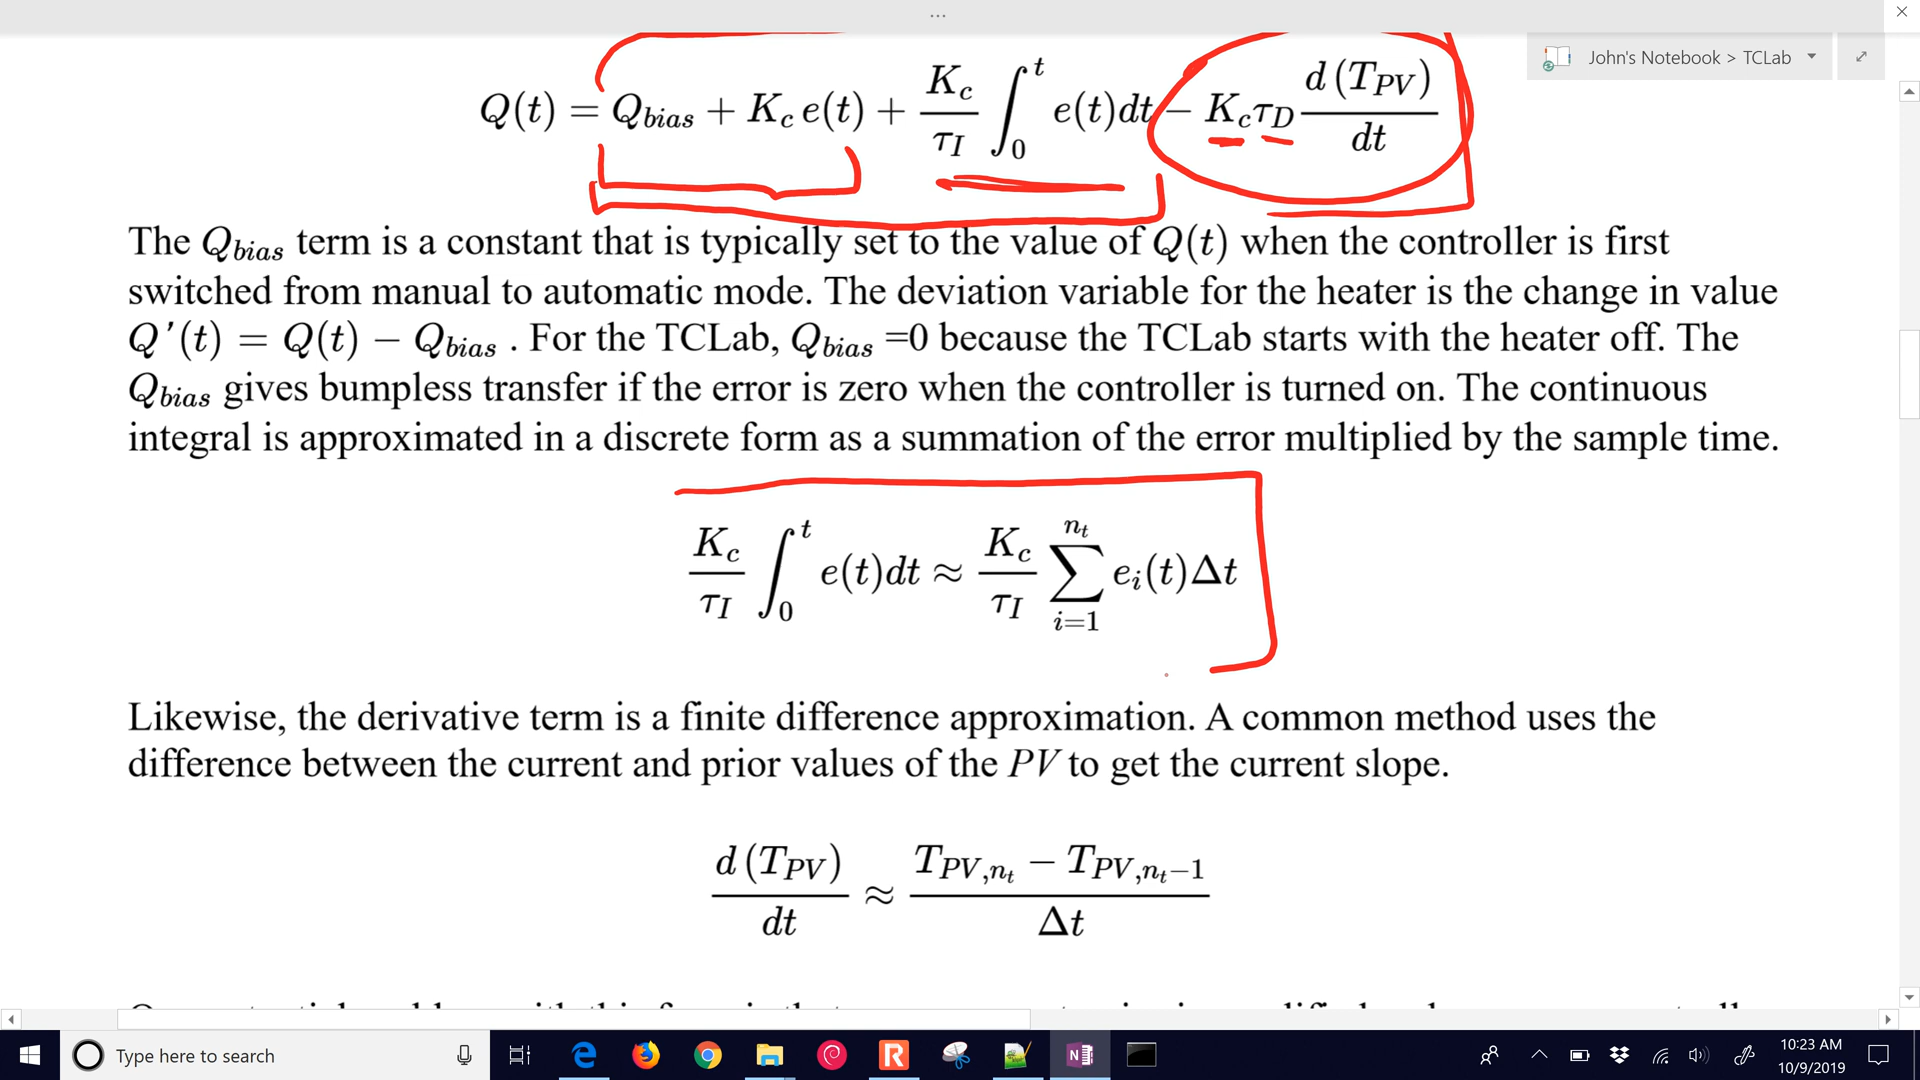 ...
John's Notebook > TCLab
Q(t) = Q_bias + K_c e(t) + K_c/τ_I ∫_0^t e(t)dt − K_c τ_D d(T_PV)/dt
The Q_bias term is a constant that is typically set to the value of Q(t) when the controller is first
switched from manual to automatic mode. The deviation variable for the heater is the change in value
Q'(t) = Q(t) − Q_bias . For the TCLab, Q_bias =0 because the TCLab starts with the heater off. The
Q_bias gives bumpless transfer if the error is zero when the controller is turned on. The continuous
integral is approximated in a discrete form as a summation of the error multiplied by the sample time.
K_c/τ_I ∫_0^t e(t)dt ≈ K_c/τ_I ∑_{i=1}^{n_t} e_i(t)Δt
Likewise, the derivative term is a finite difference approximation. A common method uses the
difference between the current and prior values of the PV to get the current slope.
d(T_PV)/dt ≈ (T_{PV,n_t} − T_{PV,n_t−1})/Δt
Type here to search
10:23 AM
10/9/2019